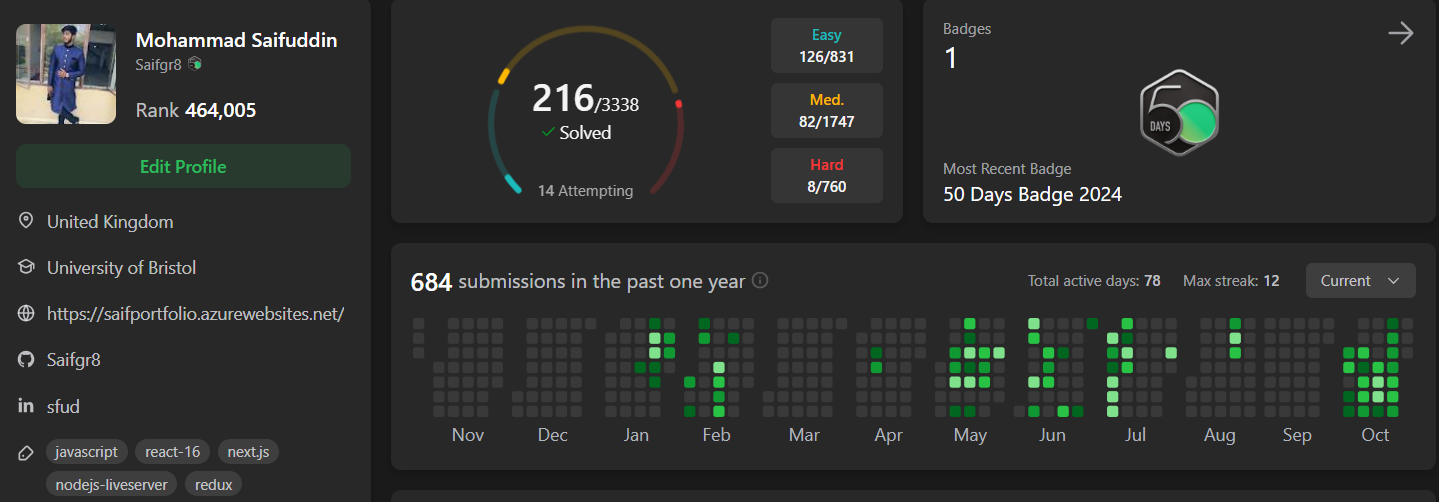 Mohammad Saifuddin
Saifgr8
Rank 464,005
Edit Profile
United Kingdom
University of Bristol
https://saifportfolio.azurewebsites.net/
Saifgr8
sfud
javascript react-16 next.js
nodejs-liveserver redux
216/3338
Solved
14 Attempting
Easy
126/831
Med.
82/1747
Hard
8/760
Badges
1
50
DAYS
Most Recent Badge
50 Days Badge 2024
684 submissions in the past one year
Total active days: 78 Max streak: 12 Current
Nov Dec Jan Feb Mar Apr May Jun Jul Aug Sep Oct